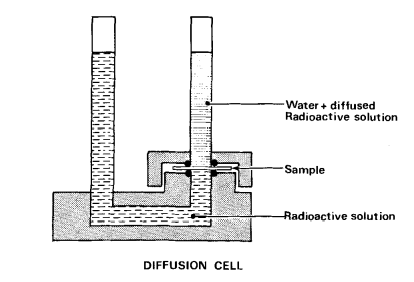 Water + diffused
Radioactive solution
Sample
Radioactive solution
DIFFUSION CELL